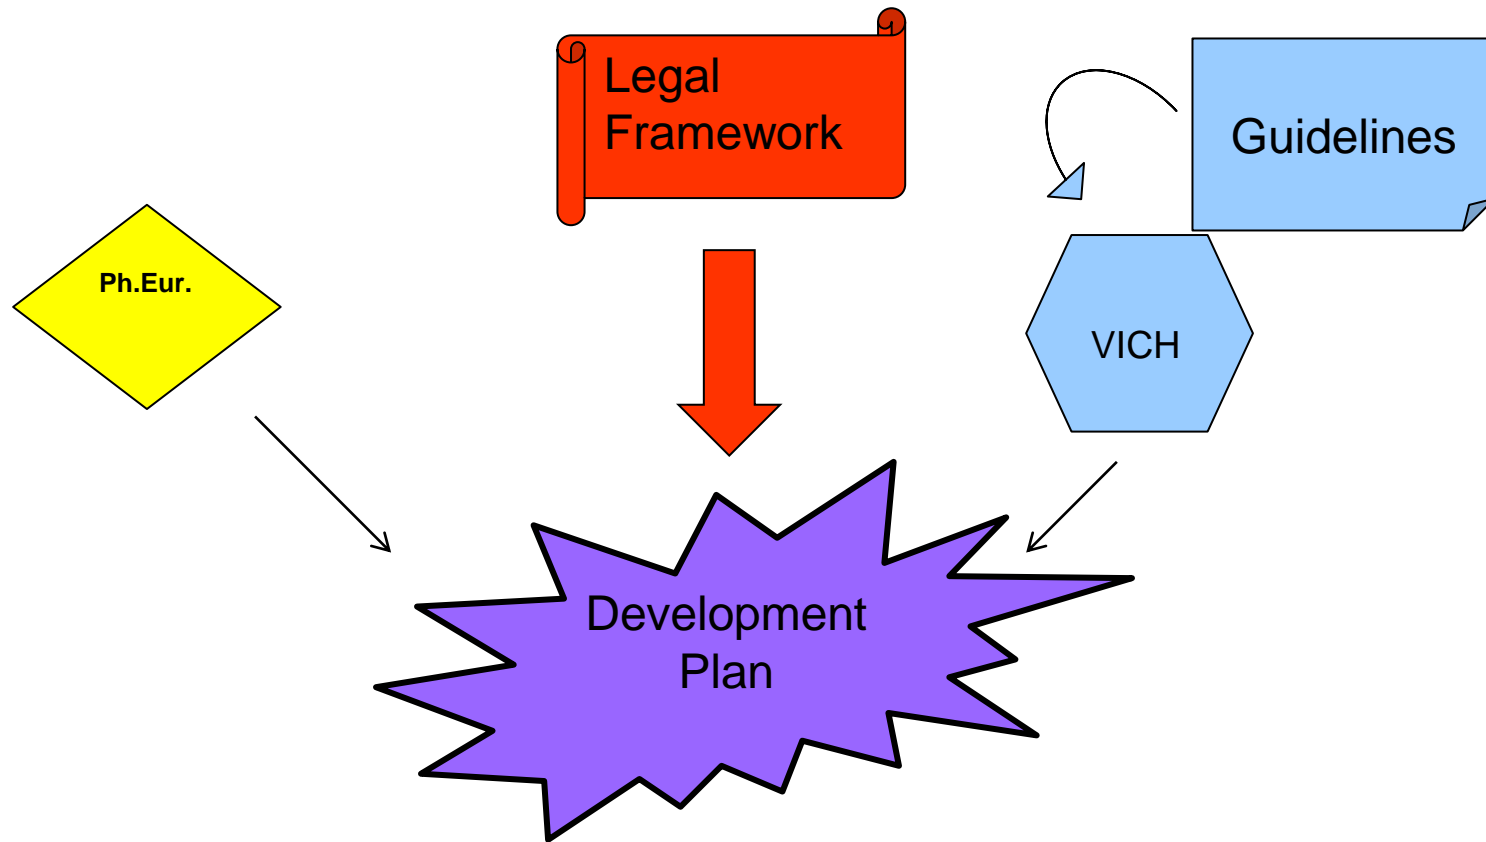 Legal
Framework
Guidelines
Ph.Eur.
VICH
Development
Plan